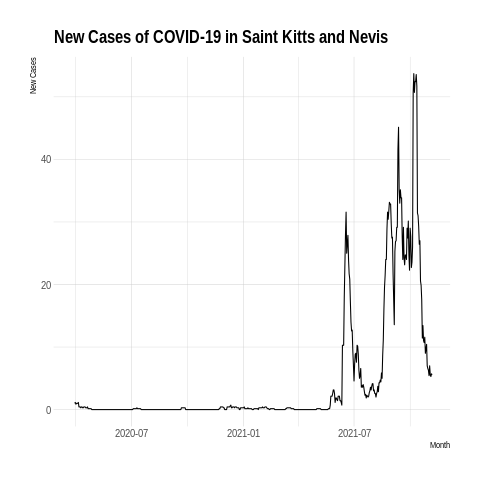 New Cases of COVID-19 in Saint Kitts and Nevis
New Cases
40
20
0
2020-07 2021-01 2021-07
Month